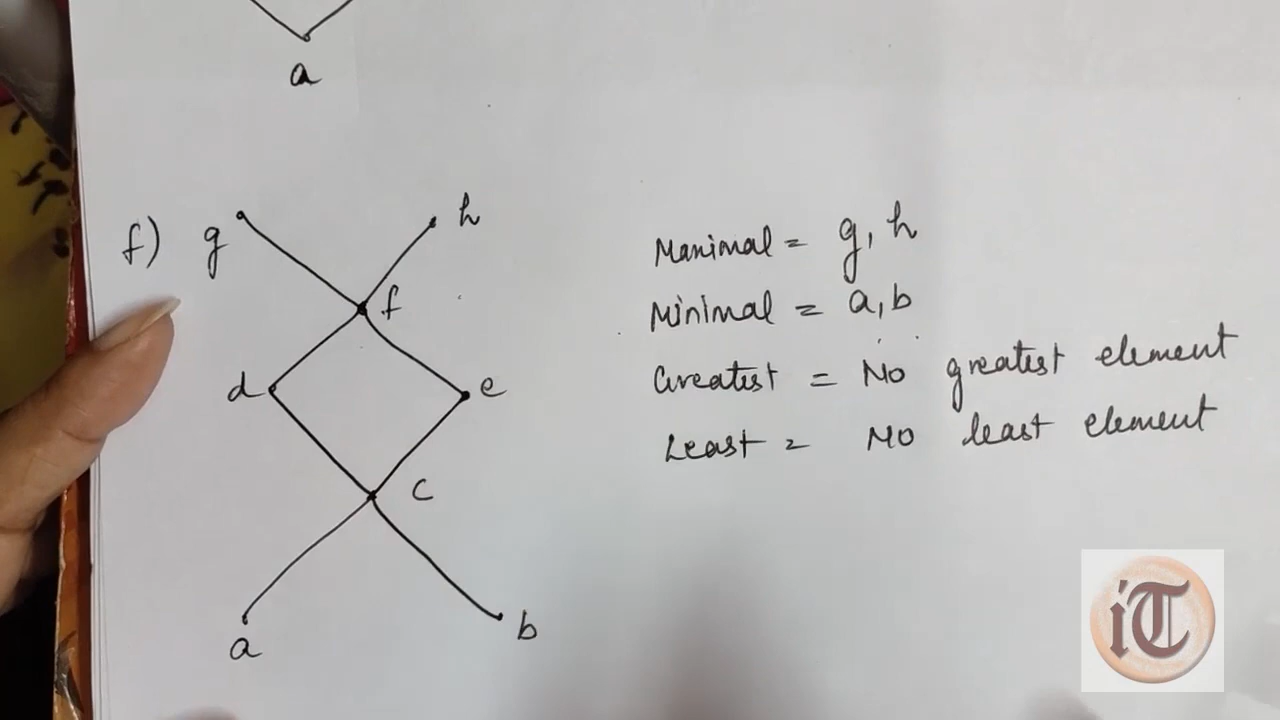 a
f) g h
f
d e
c
a b
Maximal = g, h
Minimal = a, b
Greatest = No greatest element
Least = No least element
iT